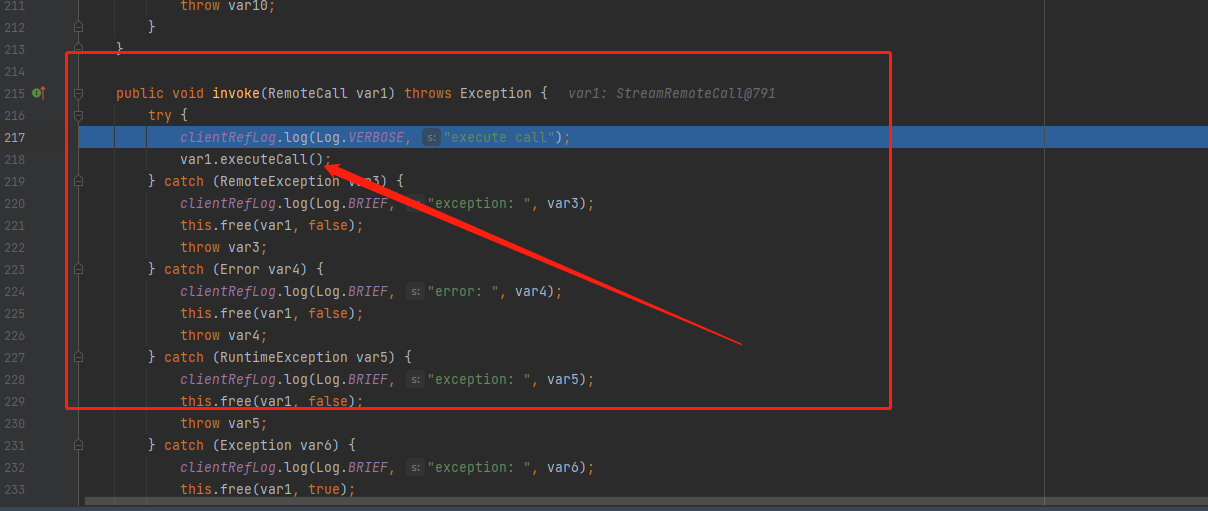 211 throw var10;
212 }
213 }
214
215 public void invoke(RemoteCall var1) throws Exception { var1: StreamRemoteCall@791
216 try {
217 clientRefLog.log(Log.VERBOSE, s: "execute call");
218 var1.executeCall();
219 } catch (RemoteException var3) {
220 clientRefLog.log(Log.BRIEF, "exception: ", var3);
221 this.free(var1, false);
222 throw var3;
223 } catch (Error var4) {
224 clientRefLog.log(Log.BRIEF, s: "error: ", var4);
225 this.free(var1, false);
226 throw var4;
227 } catch (RuntimeException var5) {
228 clientRefLog.log(Log.BRIEF, s: "exception: ", var5);
229 this.free(var1, false);
230 throw var5;
231 } catch (Exception var6) {
232 clientRefLog.log(Log.BRIEF, s: "exception: ", var6);
233 this.free(var1, true);